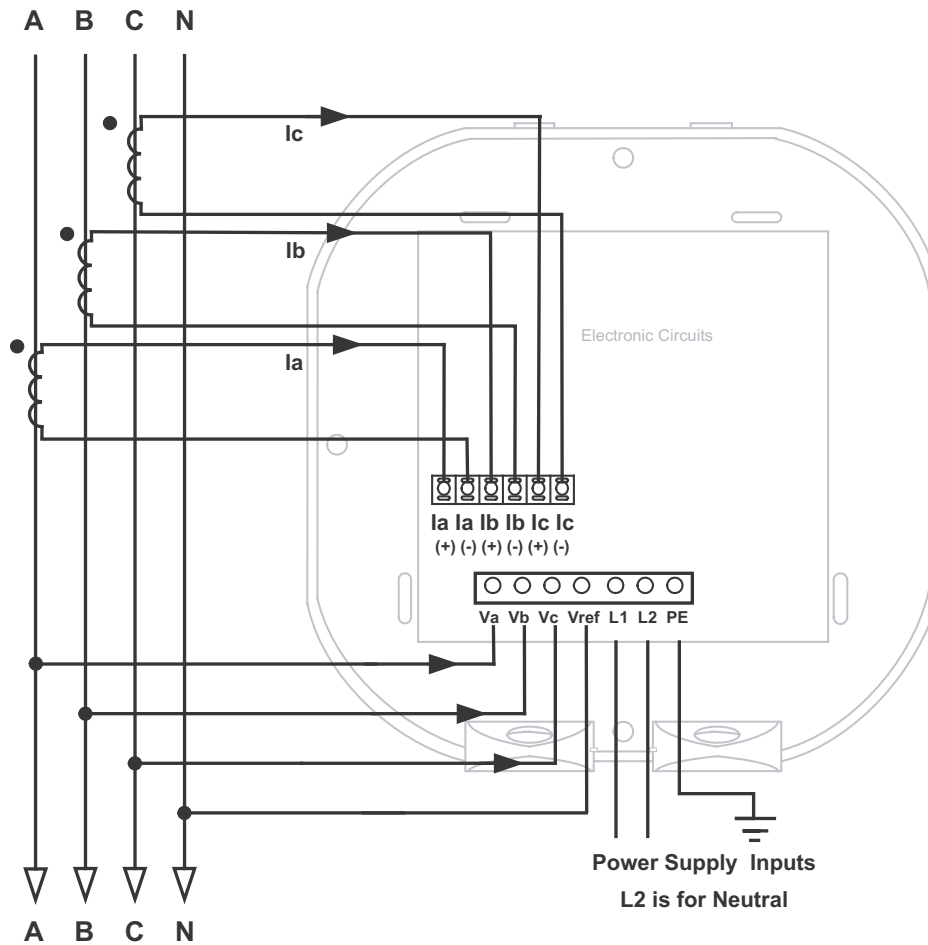 A B C N
Ic
Ib
Electronic Circuits
Ia
Ia Ia Ib Ib Ic Ic
(+) (-) (+) (-) (+) (-)
Va Vb Vc Vref L1 L2 PE
Power Supply Inputs
L2 is for Neutral
A B C N